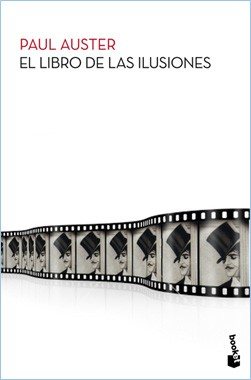 PAUL AUSTER
EL LIBRO DE LAS ILUSIONES
booket